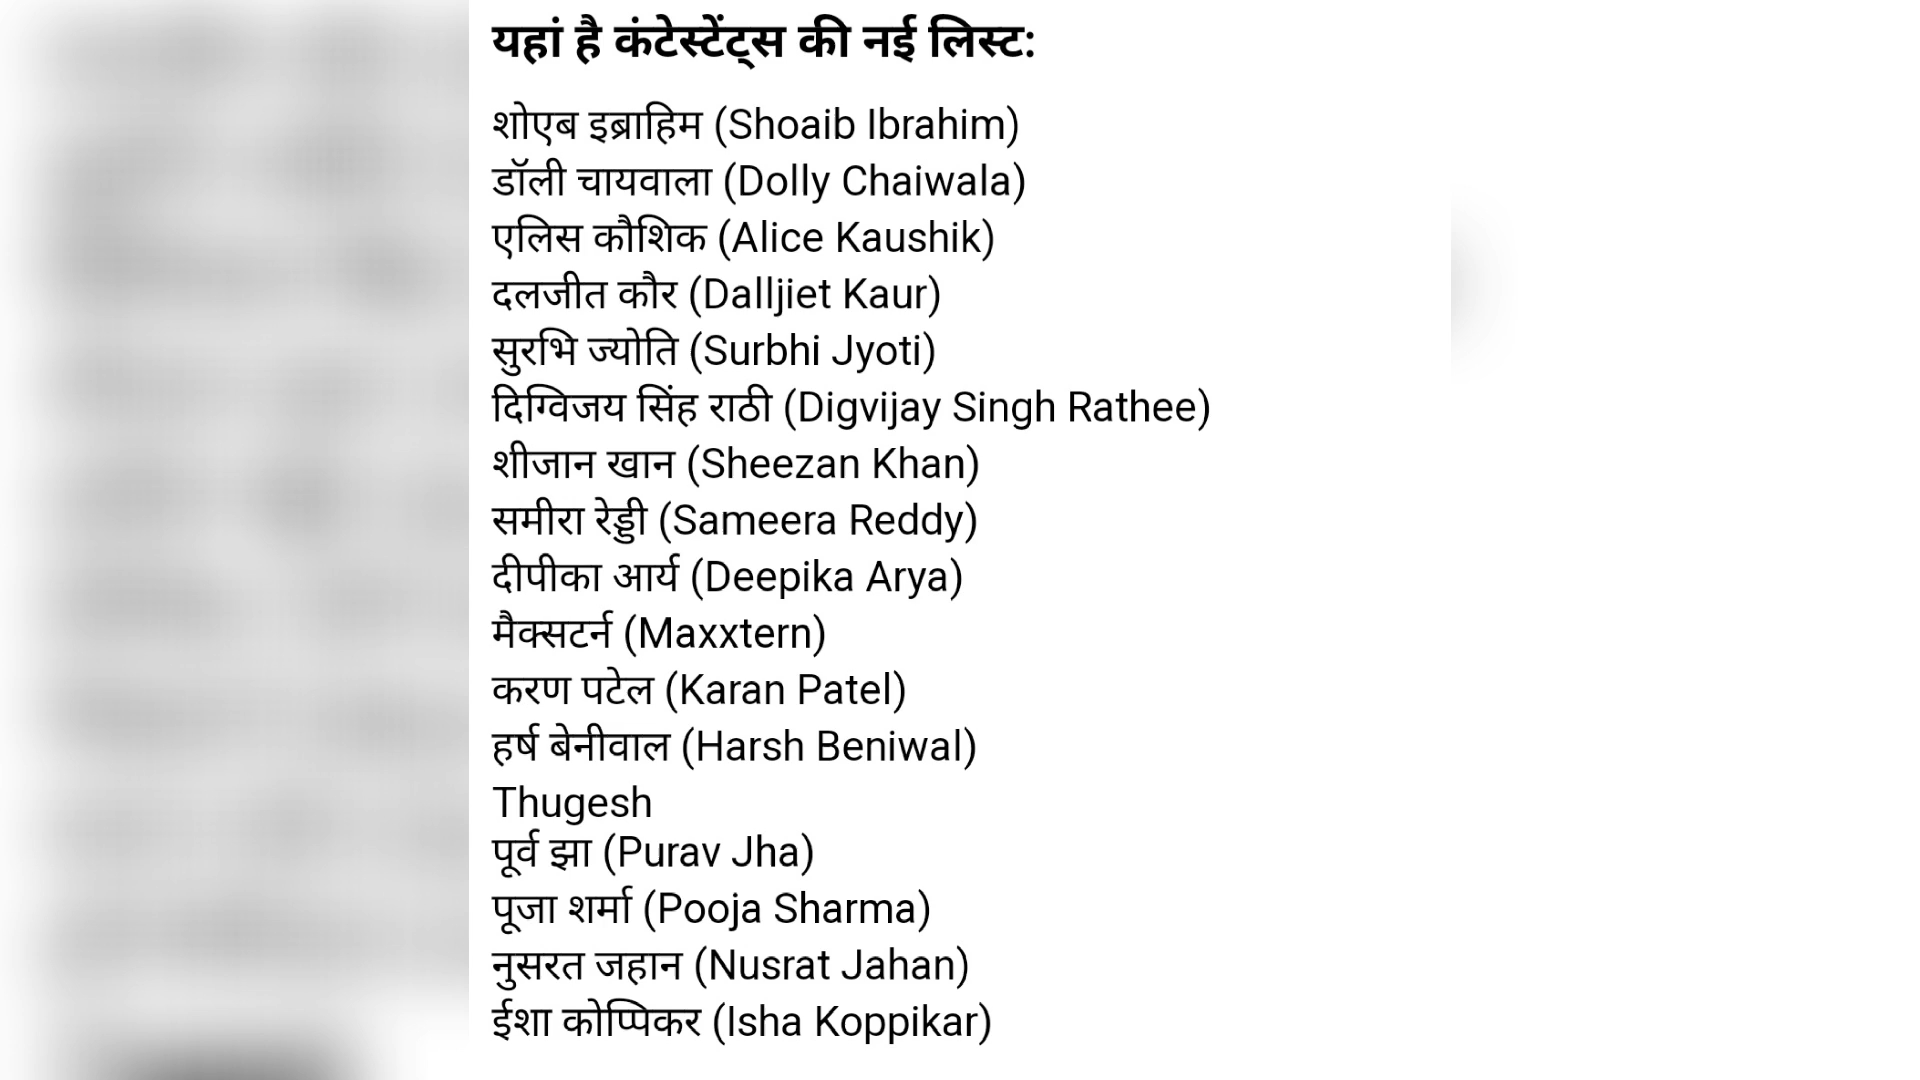 यहां है कंटेस्टेंट्स की नई लिस्ट:
शोएब इब्राहिम (Shoaib Ibrahim)
डॉली चायवाला (Dolly Chaiwala)
एलिस कौशिक (Alice Kaushik)
दलजीत कौर (Dalljiet Kaur)
सुरभि ज्योति (Surbhi Jyoti)
दिग्विजय सिंह राठी (Digvijay Singh Rathee)
शीजान खान (Sheezan Khan)
समीरा रेड्डी (Sameera Reddy)
दीपीका आर्य (Deepika Arya)
मैक्सटर्न (Maxxtern)
करण पटेल (Karan Patel)
हर्ष बेनीवाल (Harsh Beniwal)
Thugesh
पूर्व झा (Purav Jha)
पूजा शर्मा (Pooja Sharma)
नुसरत जहान (Nusrat Jahan)
ईशा कोप्पिकर (Isha Koppikar)